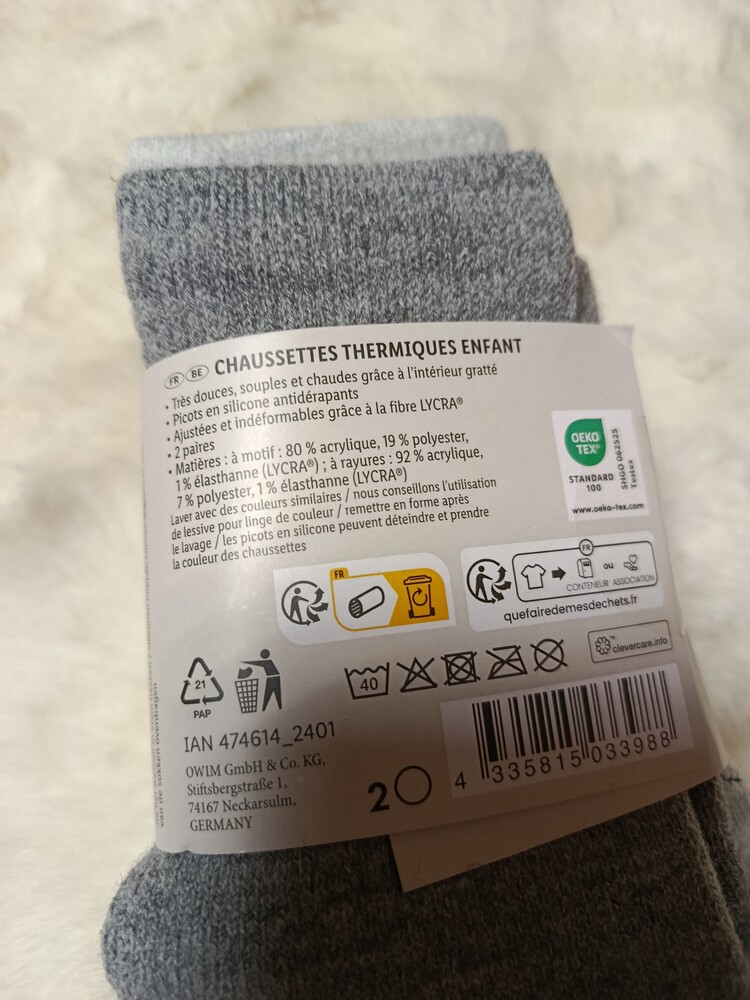 FR BE CHAUSSETTES THERMIQUES ENFANT
• Très douces, souples et chaudes grâce à l'intérieur gratté
• Picots en silicone antidérapants
• Ajustées et indéformables grâce à la fibre LYCRA®
• 2 paires
• Matières : à motif : 80 % acrylique, 19 % polyester,
1 % élasthanne (LYCRA®) ; à rayures : 92 % acrylique,
7 % polyester, 1 % élasthanne (LYCRA®)
Laver avec des couleurs similaires / nous conseillons l'utilisation
de lessive pour linge de couleur / remettre en forme après
le lavage / les picots en silicone peuvent déteindre et prendre
la couleur des chaussettes
OEKO
TEX®
STANDARD
100
SHGO 062525
Testex
www.oeko-tex.com
FR
FR
ou
CONTENEUR ASSOCIATION
quefairedemesdechets.fr
21
PAP
40
™
clevercare.info
IAN 474614_2401
OWIM GmbH & Co. KG,
Stiftsbergstraße 1,
74167 Neckarsulm,
GERMANY
2
4 335815 033988
van de sokken overdragen